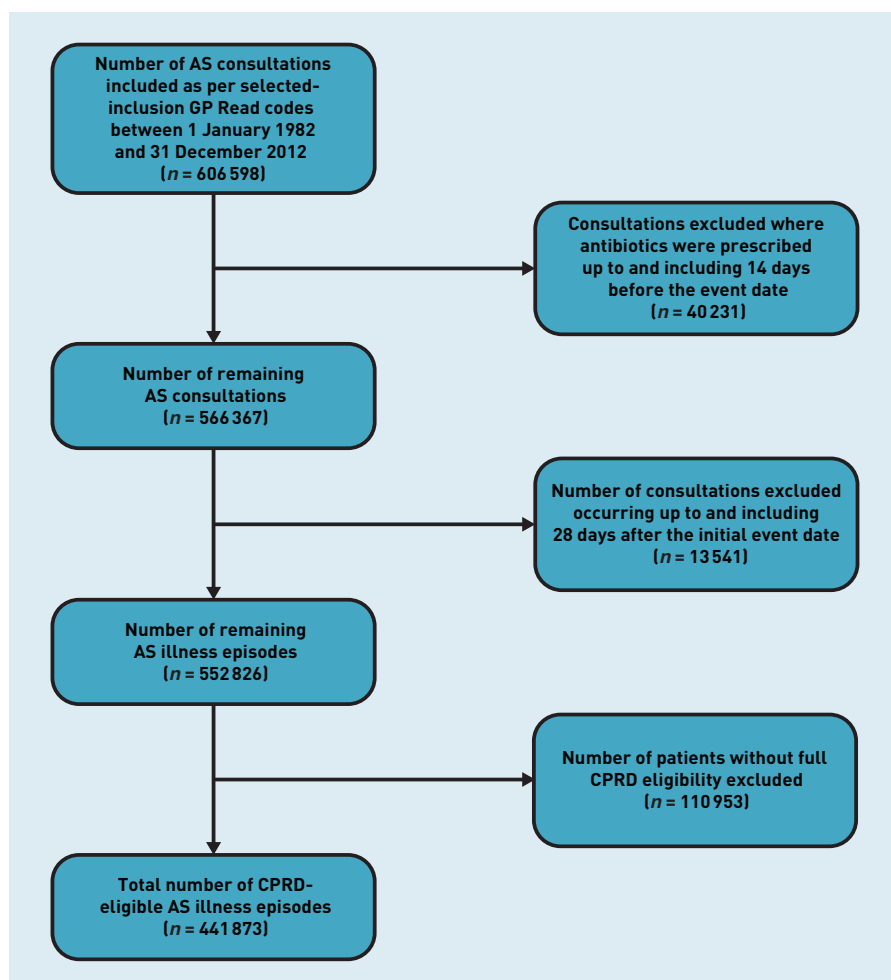 Number of AS consultations
included as per selected-
inclusion GP Read codes
between 1 January 1982
and 31 December 2012
(n = 606 598)
Consultations excluded where
antibiotics were prescribed
up to and including 14 days
before the event date
(n = 40 231)
Number of remaining
AS consultations
(n = 566 367)
Number of consultations excluded
occurring up to and including
28 days after the initial event date
(n = 13 541)
Number of remaining
AS illness episodes
(n = 552 826)
Number of patients without full
CPRD eligibility excluded
(n = 110 953)
Total number of CPRD-
eligible AS illness episodes
(n = 441 873)